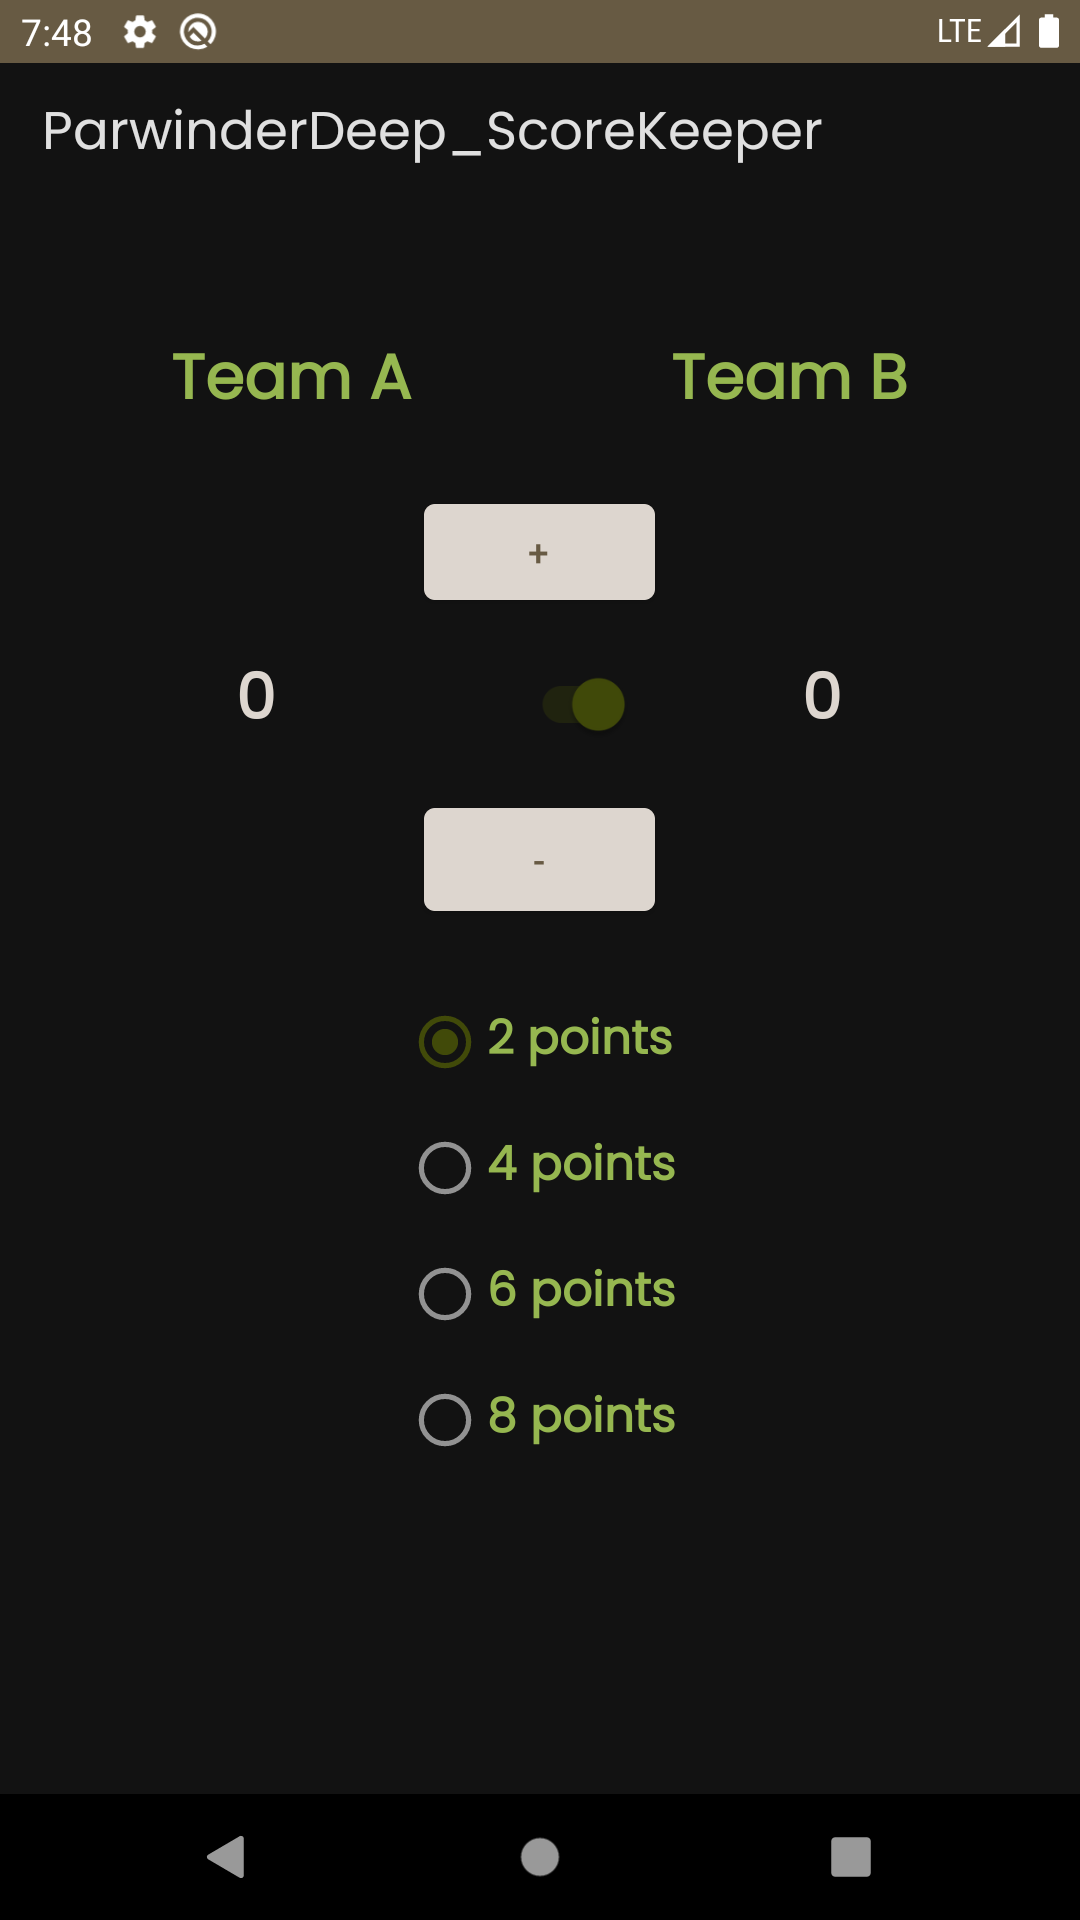 7:48 LTE
ParwinderDeep_ScoreKeeper
Team A Team B
+
0 0
-
2 points
4 points
6 points
8 points